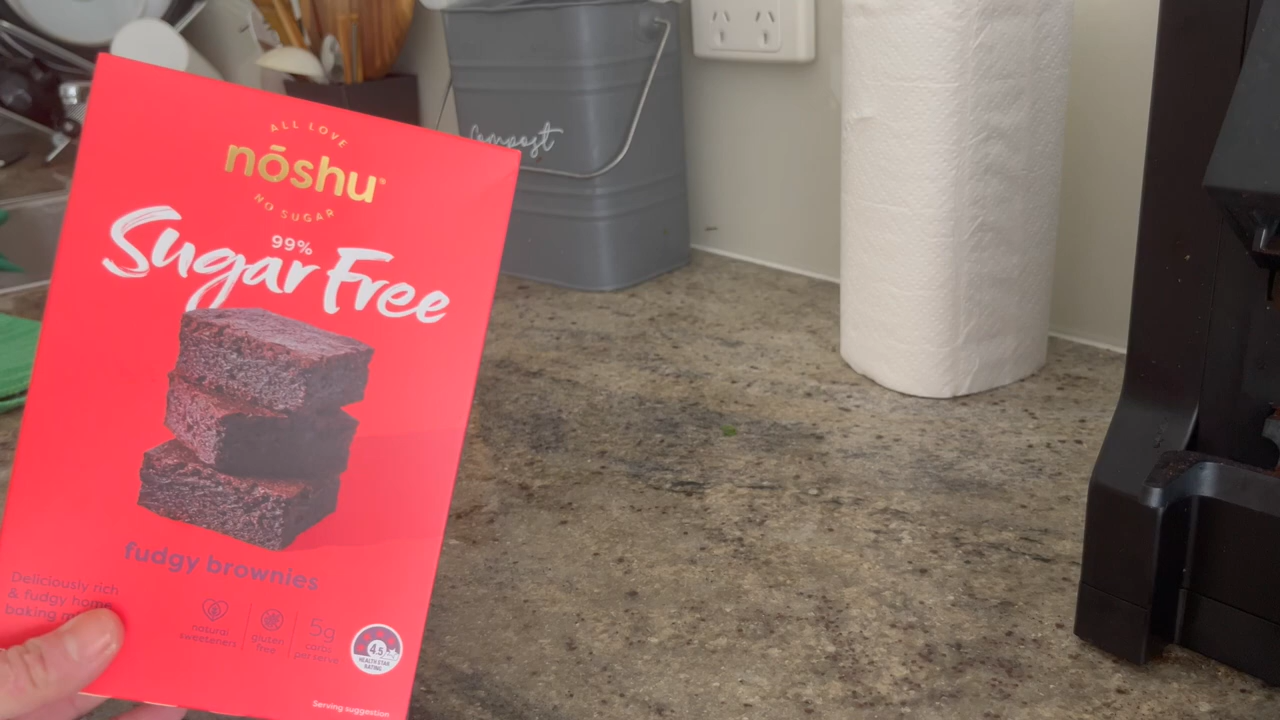 ALL LOVE
nōshu
NO SUGAR
99%
Sugar Free
fudgy brownies
Deliciously rich
& fudgy home
baking
natural
sweeteners
gluten
free
5g
carbs
per serve
4.5
HEALTH STAR
RATING
Serving suggestion
Compost